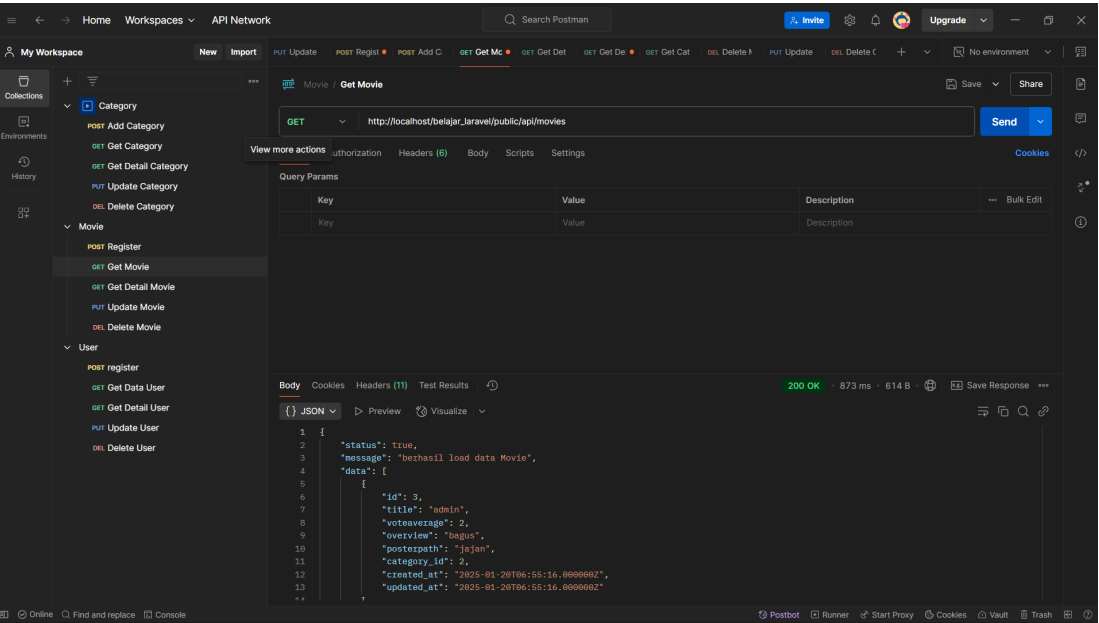 Home Workspaces API Network Search Postman Invite Upgrade
My Workspace New Import PUT Update POST Regist POST Add C GET Get Mc GET Get Det GET Get De GET Get Cat DEL Delete M PUT Update DEL Delete C No environment
Collections
Environments
History
Category
POST Add Category
GET Get Category
GET Get Detail Category
PUT Update Category
DEL Delete Category
Movie
POST Register
GET Get Movie
GET Get Detail Movie
PUT Update Movie
DEL Delete Movie
User
POST register
GET Get Data User
GET Get Detail User
PUT Update User
DEL Delete User
View more actions
HTTP Movie / Get Movie Save Share
GET http://localhost/belajar_laravel/public/api/movies Send
uthorization Headers (6) Body Scripts Settings Cookies
Query Params
Key Value Description Bulk Edit
Key Value Description
Body Cookies Headers (11) Test Results 200 OK 873 ms 614 B Save Response
{} JSON Preview Visualize
1 {
2 "status": true,
3 "message": "berhasil load data Movie",
4 "data": [
5 {
6 "id": 3,
7 "title": "admin",
8 "voteaverage": 2,
9 "overview": "bagus",
10 "posterpath": "jajan",
11 "category_id": 2,
12 "created_at": "2025-01-20T06:55:16.000000Z",
13 "updated_at": "2025-01-20T06:55:16.000000Z"
Online Find and replace Console Postbot Runner Start Proxy Cookies Vault Trash